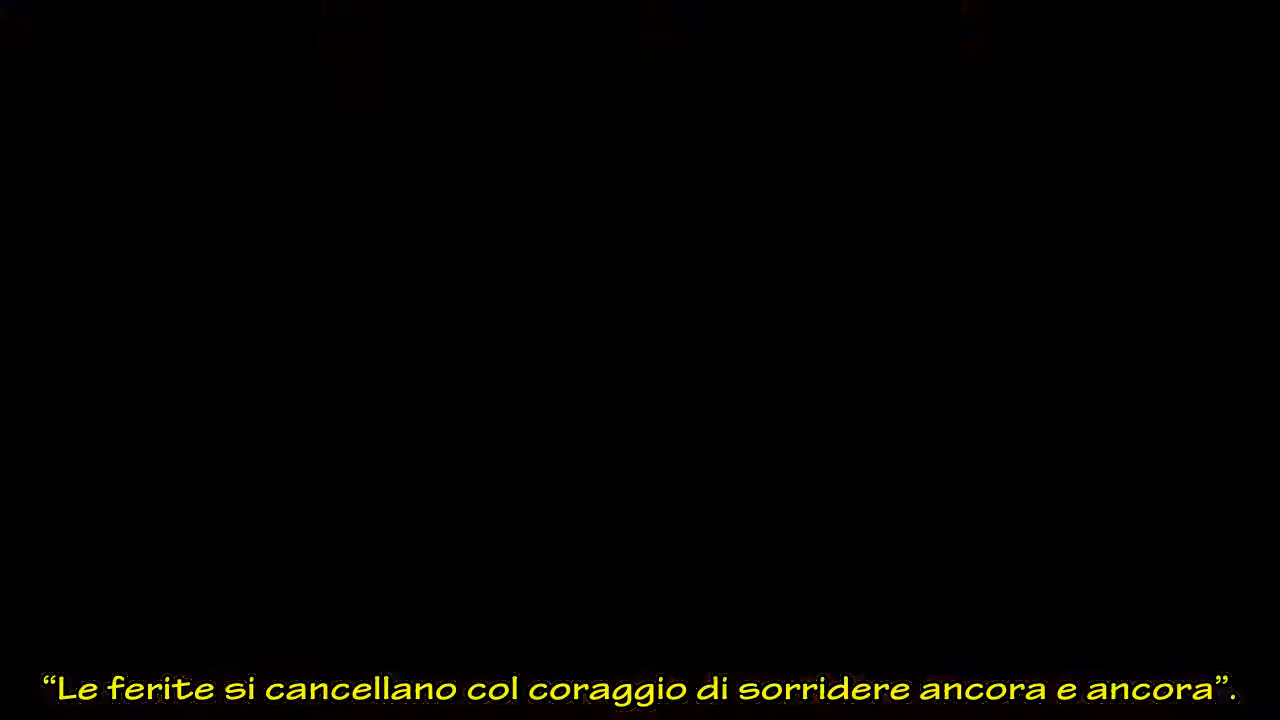 “Le ferite si cancellano col coraggio di sorridere ancora e ancora”.